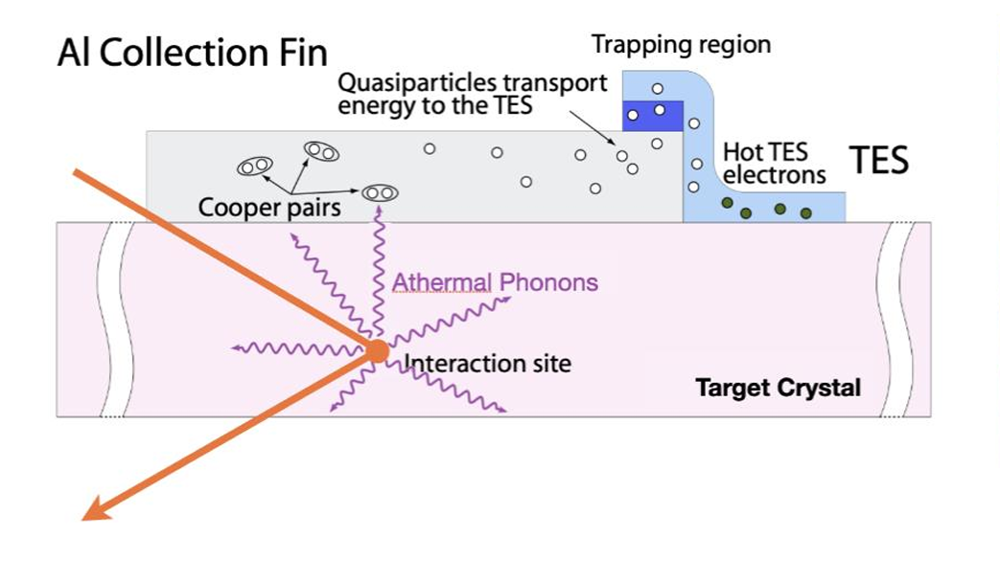 Al Collection Fin
Trapping region
Quasiparticles transport
energy to the TES
Hot TES
electrons
TES
Cooper pairs
Athermal Phonons
Interaction site
Target Crystal